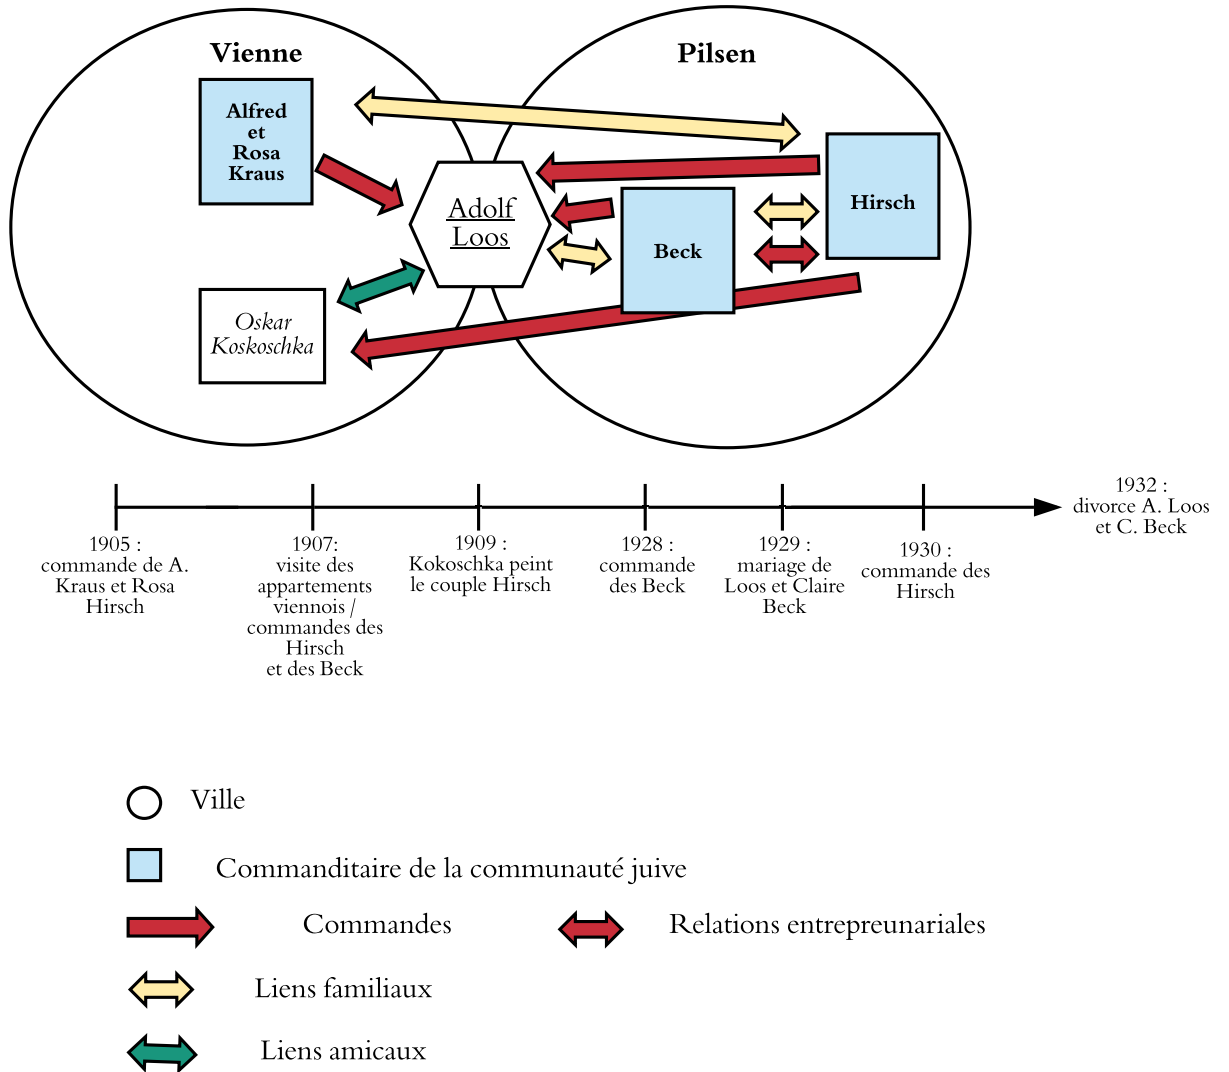 Vienne
Pilsen
Alfred
et
Rosa
Kraus
Adolf
Loos
Hirsch
Beck
Oskar
Koskoschka
1905 :
commande de A.
Kraus et Rosa
Hirsch
1907:
visite des
appartements
viennois /
commandes des
Hirsch
et des Beck
1909 :
Kokoschka peint
le couple Hirsch
1928 :
commande
des Beck
1929 :
mariage de
Loos et Claire
Beck
1930 :
commande des
Hirsch
1932 :
divorce A. Loos
et C. Beck
Ville
Commanditaire de la communauté juive
Commandes
Relations entrepreunariales
Liens familiaux
Liens amicaux